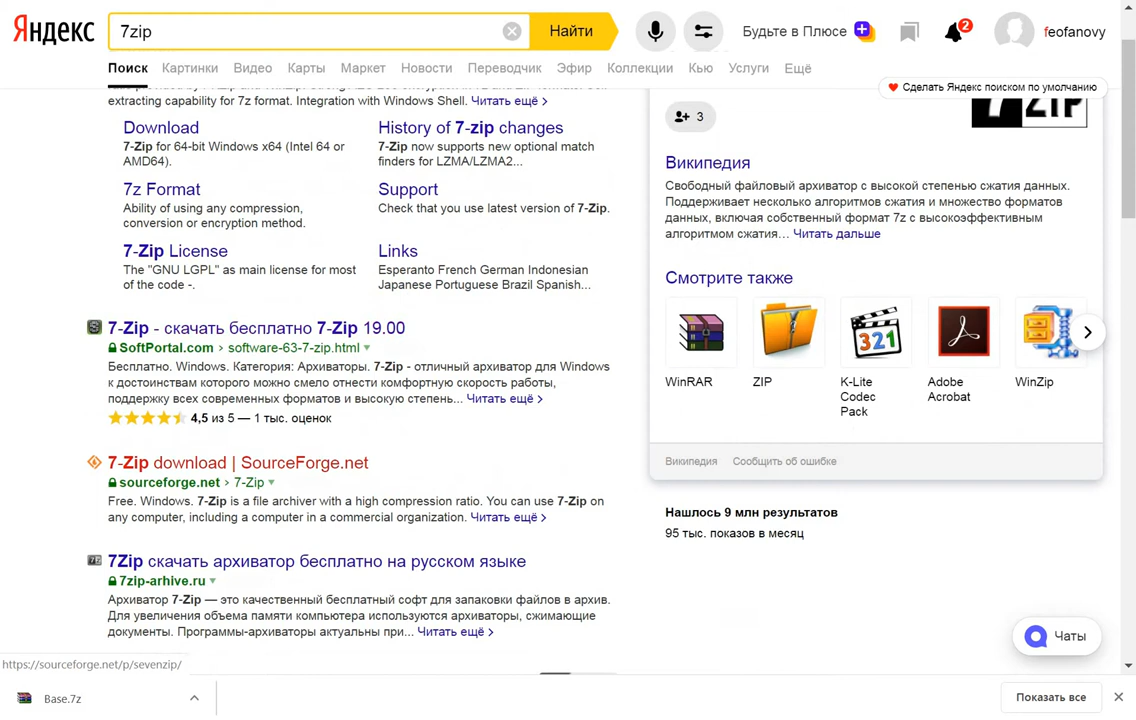 Яндекс
7zip
Найти
Будьте в Плюсе
2
feofanovy
Поиск Картинки Видео Карты Маркет Новости Переводчик Эфир Коллекции Кью Услуги Ещё
Сделать Яндекс поиском по умолчанию
extracting capability for 7z format. Integration with Windows Shell. Читать ещё >
Download
7-Zip for 64-bit Windows x64 (Intel 64 or
AMD64).
History of 7-zip changes
7-Zip now supports new optional match
finders for LZMA/LZMA2...
7z Format
Ability of using any compression,
conversion or encryption method.
Support
Check that you use latest version of 7-Zip.
7-Zip License
The "GNU LGPL" as main license for most
of the code -.
Links
Esperanto French German Indonesian
Japanese Portuguese Brazil Spanish...
7-Zip - скачать бесплатно 7-Zip 19.00
SoftPortal.com › software-63-7-zip.html
Бесплатно. Windows. Категория: Архиваторы. 7-Zip - отличный архиватор для Windows
к достоинствам которого можно смело отнести комфортную скорость работы,
поддержку всех современных форматов и высокую степень... Читать ещё >
4,5 из 5 — 1 тыс. оценок
7-Zip download | SourceForge.net
sourceforge.net › 7-Zip
Free. Windows. 7-Zip is a file archiver with a high compression ratio. You can use 7-Zip on
any computer, including a computer in a commercial organization. Читать ещё >
7Zip скачать архиватор бесплатно на русском языке
7zip-arhive.ru
Архиватор 7-Zip — это качественный бесплатный софт для запаковки файлов в архив.
Для увеличения объема памяти компьютера используются архиваторы, сжимающие
документы. Программы-архиваторы актуальны при... Читать ещё >
3
7 ZIP
Википедия
Свободный файловый архиватор с высокой степенью сжатия данных.
Поддерживает несколько алгоритмов сжатия и множество форматов
данных, включая собственный формат 7z с высокоэффективным
алгоритмом сжатия… Читать дальше
Смотрите также
321
WinRAR
ZIP
K-Lite
Codec
Pack
Adobe
Acrobat
WinZip
Википедия Сообщить об ошибке
Нашлось 9 млн результатов
95 тыс. показов в месяц
Чаты
https://sourceforge.net/p/sevenzip/
Base.7z
Показать все